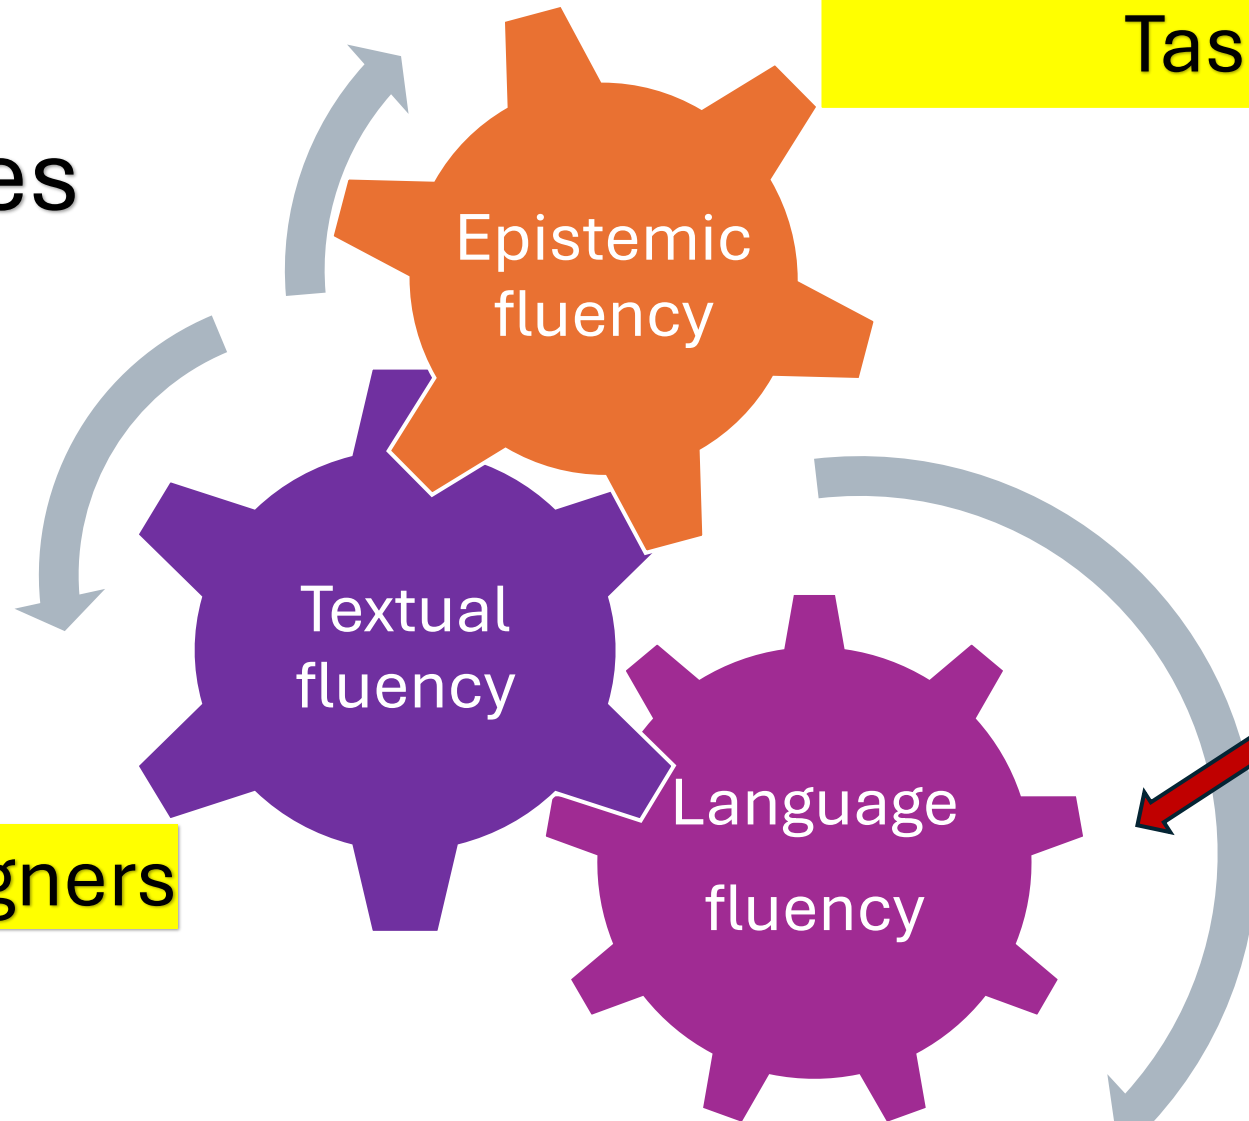 Tas
es
Epistemic
fluency
Textual
fluency
Language
fluency
gners